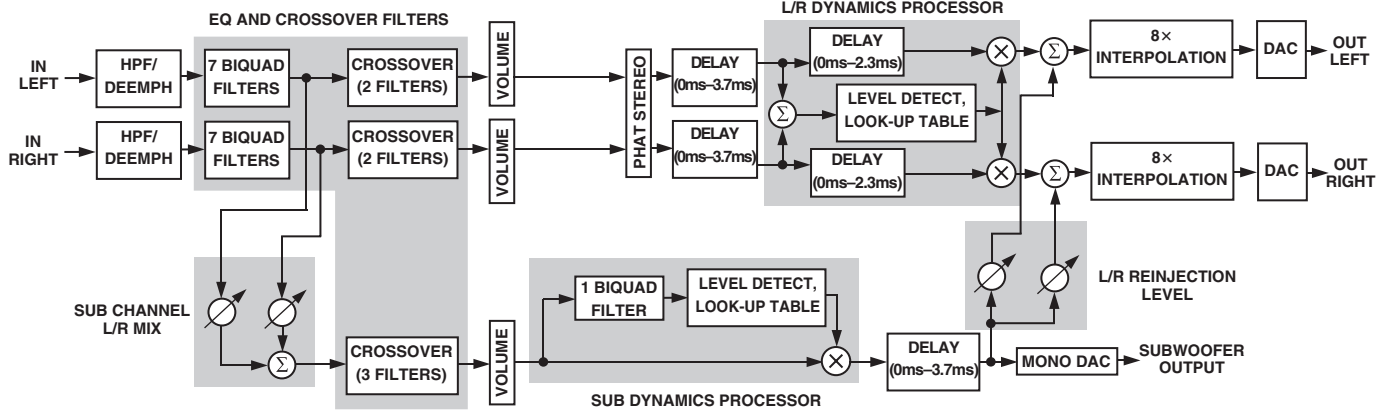 EQ AND CROSSOVER FILTERS
L/R DYNAMICS PROCESSOR
IN
LEFT
HPF/
DEEMPH
7 BIQUAD
FILTERS
CROSSOVER
(2 FILTERS)
VOLUME
PHAT STEREO
DELAY
(0ms–3.7ms)
DELAY
(0ms–2.3ms)
×
Σ
8×
INTERPOLATION
DAC
OUT
LEFT
Σ
LEVEL DETECT,
LOOK-UP TABLE
IN
RIGHT
HPF/
DEEMPH
7 BIQUAD
FILTERS
CROSSOVER
(2 FILTERS)
VOLUME
DELAY
(0ms–3.7ms)
DELAY
(0ms–2.3ms)
×
Σ
8×
INTERPOLATION
DAC
OUT
RIGHT
SUB CHANNEL
L/R MIX
Σ
CROSSOVER
(3 FILTERS)
VOLUME
1 BIQUAD
FILTER
LEVEL DETECT,
LOOK-UP TABLE
×
SUB DYNAMICS PROCESSOR
DELAY
(0ms–3.7ms)
L/R REINJECTION
LEVEL
MONO DAC
SUBWOOFER
OUTPUT